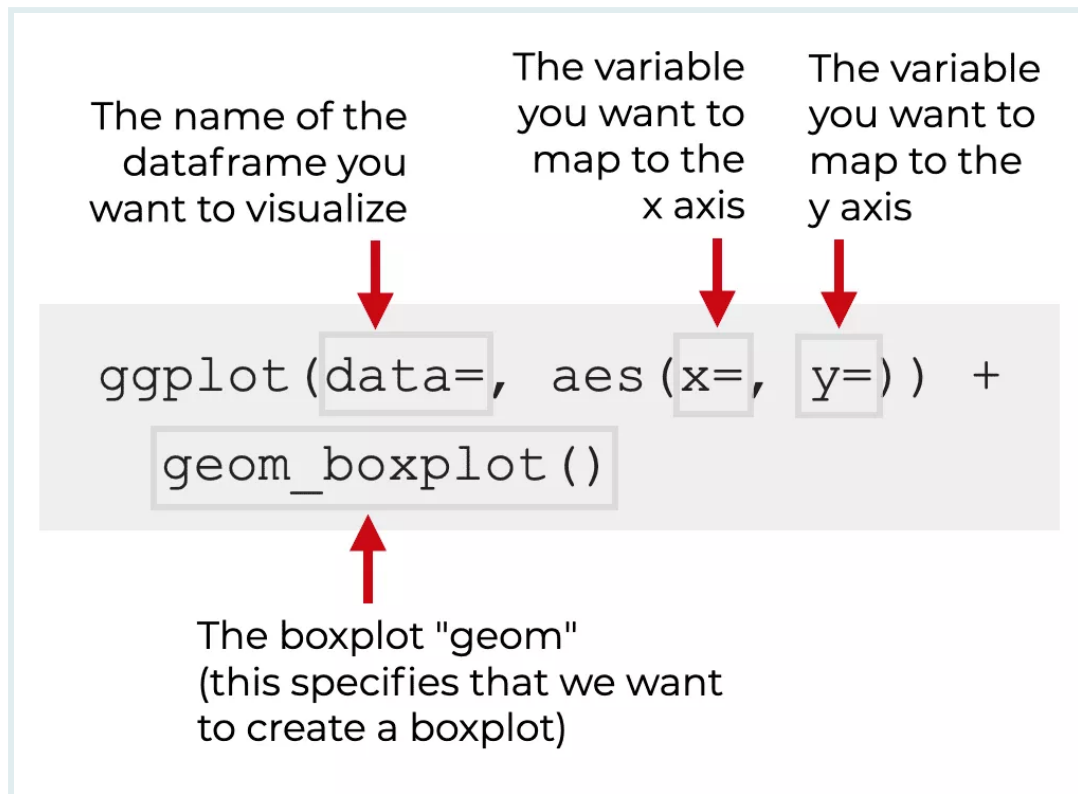 The name of the
dataframe you
want to visualize
The variable
you want to
map to the
x axis
The variable
you want to
map to the
y axis
ggplot(data=, aes(x=, y=)) +
geom_boxplot()
The boxplot "geom"
(this specifies that we want
to create a boxplot)